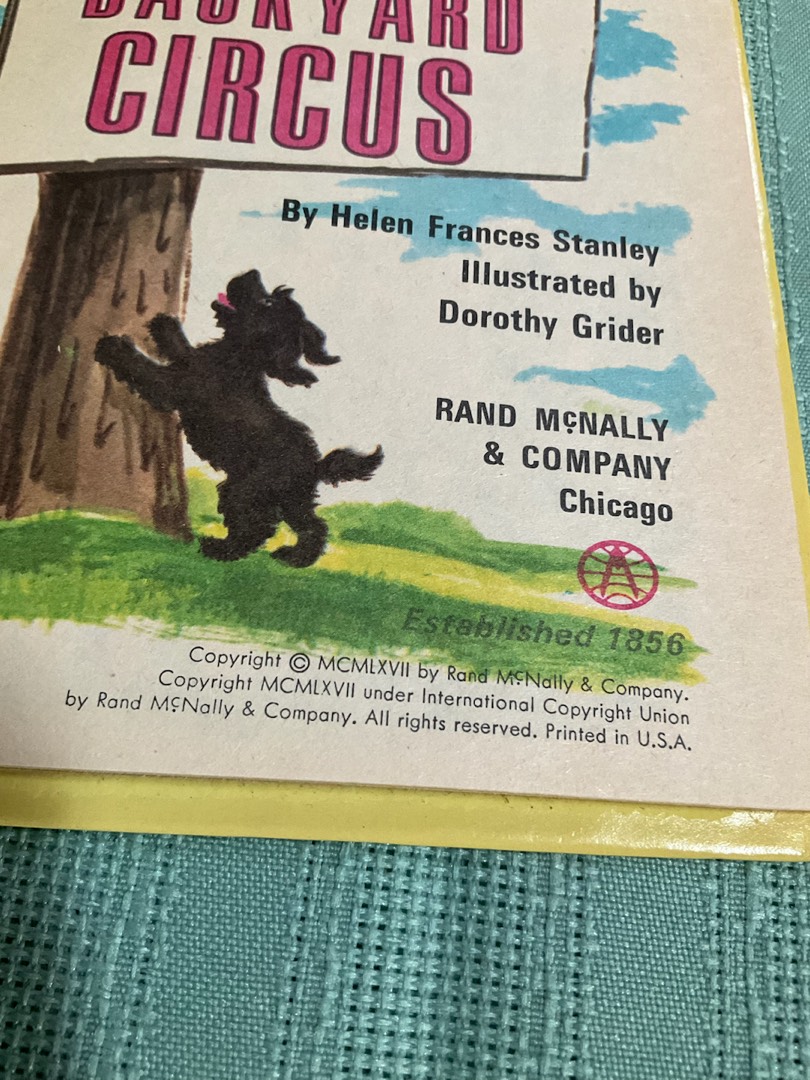 BACKYARD
CIRCUS
By Helen Frances Stanley
Illustrated by
Dorothy Grider
RAND McNALLY
& COMPANY
Chicago
Established 1856
Copyright © MCMLXVII by Rand McNally & Company.
Copyright MCMLXVII under International Copyright Union
by Rand McNally & Company. All rights reserved. Printed in U.S.A.